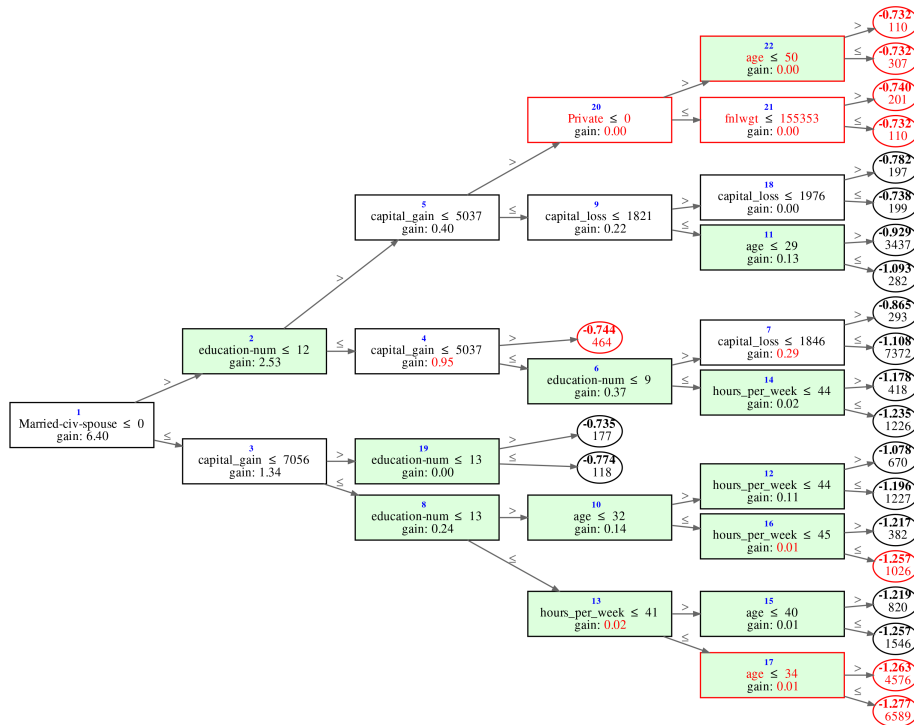 -0.732
110
>
22
age ≤ 50
gain: 0.00
≤
-0.732
307
>
20
Private ≤ 0
gain: 0.00
≤
21
fnlwgt ≤ 155353
gain: 0.00
>
-0.740
201
≤
-0.732
110
>
5
capital_gain ≤ 5037
gain: 0.40
≤
9
capital_loss ≤ 1821
gain: 0.22
>
18
capital_loss ≤ 1976
gain: 0.00
>
-0.782
197
≤
-0.738
199
≤
11
age ≤ 29
gain: 0.13
>
-0.929
3437
≤
-1.093
282
>
2
education-num ≤ 12
gain: 2.53
≤
4
capital_gain ≤ 5037
gain: 0.95
>
-0.744
464
≤
6
education-num ≤ 9
gain: 0.37
>
7
capital_loss ≤ 1846
gain: 0.29
>
-0.865
293
≤
-1.108
7372
≤
14
hours_per_week ≤ 44
gain: 0.02
>
-1.178
418
≤
-1.235
1226
>
1
Married-civ-spouse ≤ 0
gain: 6.40
≤
3
capital_gain ≤ 7056
gain: 1.34
>
19
education-num ≤ 13
gain: 0.00
>
-0.735
177
≤
-0.774
118
≤
8
education-num ≤ 13
gain: 0.24
>
10
age ≤ 32
gain: 0.14
>
12
hours_per_week ≤ 44
gain: 0.11
>
-1.078
670
≤
-1.196
1227
≤
16
hours_per_week ≤ 45
gain: 0.01
>
-1.217
382
≤
-1.257
1026
≤
13
hours_per_week ≤ 41
gain: 0.02
>
15
age ≤ 40
gain: 0.01
>
-1.219
820
≤
-1.257
1546
≤
17
age ≤ 34
gain: 0.01
>
-1.263
4576
≤
-1.277
6589